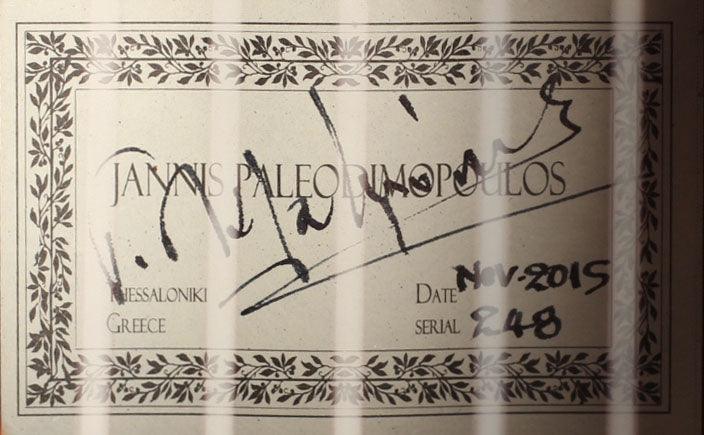 JANNIS PALEODIMOPOULOS
THESSALONIKI
GREECE
DATE NOV-2015
SERIAL 248